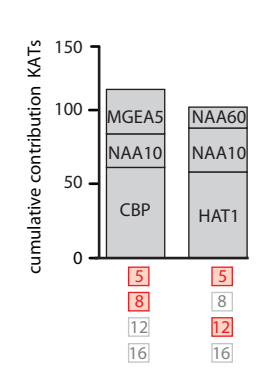 cumulative contribution KATs
150
100
50
0
MGEA5
NAA10
CBP
NAA60
NAA10
HAT1
5 5
8 8
12 12
16 16